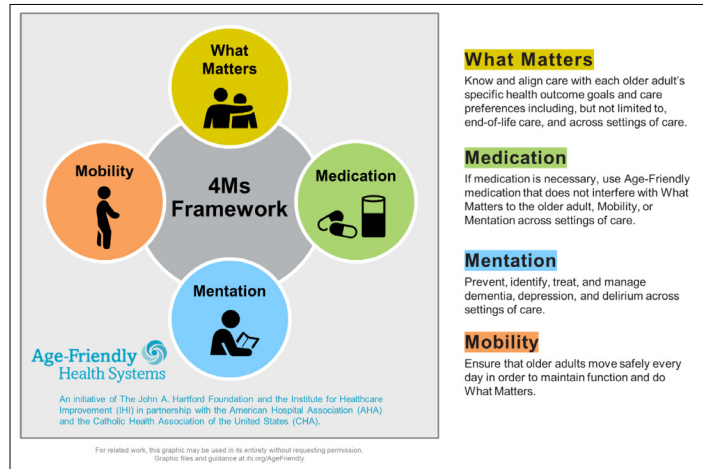 What
Matters
Mobility
4Ms
Framework
Medication
Mentation
Age-Friendly
Health Systems
An initiative of The John A. Hartford Foundation and the Institute for Healthcare
Improvement (IHI) in partnership with the American Hospital Association (AHA)
and the Catholic Health Association of the United States (CHA).
What Matters
Know and align care with each older adult's
specific health outcome goals and care
preferences including, but not limited to,
end-of-life care, and across settings of care.
Medication
If medication is necessary, use Age-Friendly
medication that does not interfere with What
Matters to the older adult, Mobility, or
Mentation across settings of care.
Mentation
Prevent, identify, treat, and manage
dementia, depression, and delirium across
settings of care.
Mobility
Ensure that older adults move safely every
day in order to maintain function and do
What Matters.
For related work, this graphic may be used in its entirety without requesting permission.
Graphic files and guidance at ihi.org/AgeFriendly